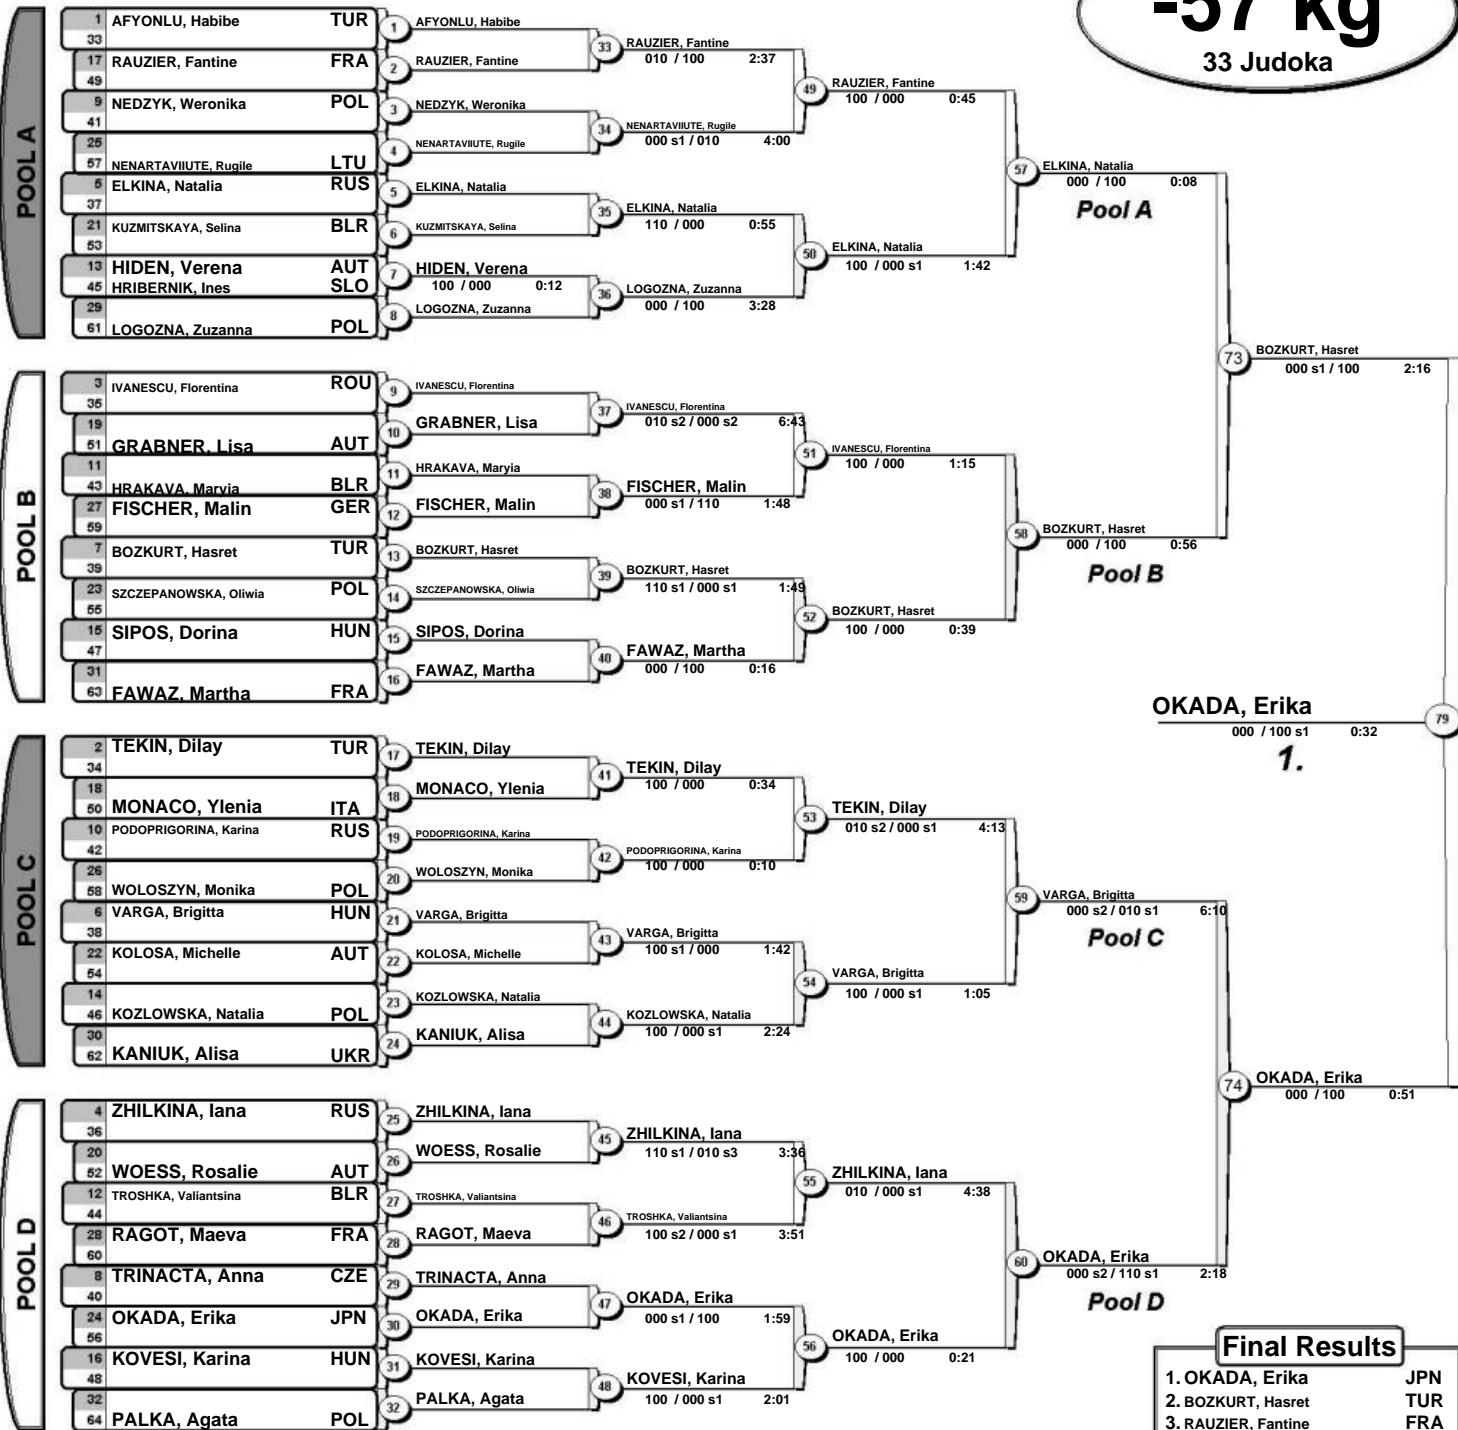 -57 kg
33 Judoka
POOL A
1 AFYONLU, Habibe TUR
33
17 RAUZIER, Fantine FRA
49
9 NEDZYK, Weronika POL
41
25
57 NENARTAVIIUTE, Rugile LTU
5 ELKINA, Natalia RUS
37
21 KUZMITSKAYA, Selina BLR
53
13 HIDEN, Verena AUT
45 HRIBERNIK, Ines SLO
29
61 LOGOZNA, Zuzanna POL
1 AFYONLU, Habibe
2 RAUZIER, Fantine
3 NEDZYK, Weronika
4 NENARTAVIIUTE, Rugile
5 ELKINA, Natalia
6 KUZMITSKAYA, Selina
7 HIDEN, Verena
100 / 000 0:12
8 LOGOZNA, Zuzanna
33 RAUZIER, Fantine
010 / 100 2:37
34 NENARTAVIIUTE, Rugile
000 s1 / 010 4:00
35 ELKINA, Natalia
110 / 000 0:55
36 LOGOZNA, Zuzanna
000 / 100 3:28
49 RAUZIER, Fantine
100 / 000 0:45
50 ELKINA, Natalia
100 / 000 s1 1:42
57 ELKINA, Natalia
000 / 100 0:08
Pool A
POOL B
3 IVANESCU, Florentina ROU
35
19
51 GRABNER, Lisa AUT
11
43 HRAKAVA, Maryia BLR
27 FISCHER, Malin GER
59
7 BOZKURT, Hasret TUR
39
23 SZCZEPANOWSKA, Oliwia POL
55
15 SIPOS, Dorina HUN
47
31
63 FAWAZ, Martha FRA
9 IVANESCU, Florentina
10 GRABNER, Lisa
11 HRAKAVA, Maryia
12 FISCHER, Malin
13 BOZKURT, Hasret
14 SZCZEPANOWSKA, Oliwia
15 SIPOS, Dorina
16 FAWAZ, Martha
37 IVANESCU, Florentina
010 s2 / 000 s2 6:43
38 FISCHER, Malin
000 s1 / 110 1:48
39 BOZKURT, Hasret
110 s1 / 000 s1 1:49
40 FAWAZ, Martha
000 / 100 0:16
51 IVANESCU, Florentina
100 / 000 1:15
52 BOZKURT, Hasret
100 / 000 0:39
58 BOZKURT, Hasret
000 / 100 0:56
Pool B
73 BOZKURT, Hasret
000 s1 / 100 2:16
OKADA, Erika 79
000 / 100 s1 0:32
1.
POOL C
2 TEKIN, Dilay TUR
34
18
50 MONACO, Ylenia ITA
10 PODOPRIGORINA, Karina RUS
42
26
58 WOLOSZYN, Monika POL
6 VARGA, Brigitta HUN
38
22 KOLOSA, Michelle AUT
54
14
46 KOZLOWSKA, Natalia POL
30
62 KANIUK, Alisa UKR
17 TEKIN, Dilay
18 MONACO, Ylenia
19 PODOPRIGORINA, Karina
20 WOLOSZYN, Monika
21 VARGA, Brigitta
22 KOLOSA, Michelle
23 KOZLOWSKA, Natalia
24 KANIUK, Alisa
41 TEKIN, Dilay
100 / 000 0:34
42 PODOPRIGORINA, Karina
100 / 000 0:10
43 VARGA, Brigitta
100 s1 / 000 1:42
44 KOZLOWSKA, Natalia
100 / 000 s1 2:24
53 TEKIN, Dilay
010 s2 / 000 s1 4:13
54 VARGA, Brigitta
100 / 000 s1 1:05
59 VARGA, Brigitta
000 s2 / 010 s1 6:10
Pool C
POOL D
4 ZHILKINA, Iana RUS
36
20
52 WOESS, Rosalie AUT
12 TROSHKA, Valiantsina BLR
44
28 RAGOT, Maeva FRA
60
8 TRINACTA, Anna CZE
40
24 OKADA, Erika JPN
56
16 KOVESI, Karina HUN
48
32
64 PALKA, Agata POL
25 ZHILKINA, Iana
26 WOESS, Rosalie
27 TROSHKA, Valiantsina
28 RAGOT, Maeva
29 TRINACTA, Anna
30 OKADA, Erika
31 KOVESI, Karina
32 PALKA, Agata
45 ZHILKINA, Iana
110 s1 / 010 s3 3:36
46 TROSHKA, Valiantsina
100 s2 / 000 s1 3:51
47 OKADA, Erika
000 s1 / 100 1:59
48 KOVESI, Karina
100 / 000 s1 2:01
55 ZHILKINA, Iana
010 / 000 s1 4:38
56 OKADA, Erika
100 / 000 0:21
60 OKADA, Erika
000 s2 / 110 s1 2:18
Pool D
74 OKADA, Erika
000 / 100 0:51
Final Results
1. OKADA, Erika JPN
2. BOZKURT, Hasret TUR
3. RAUZIER, Fantine FRA